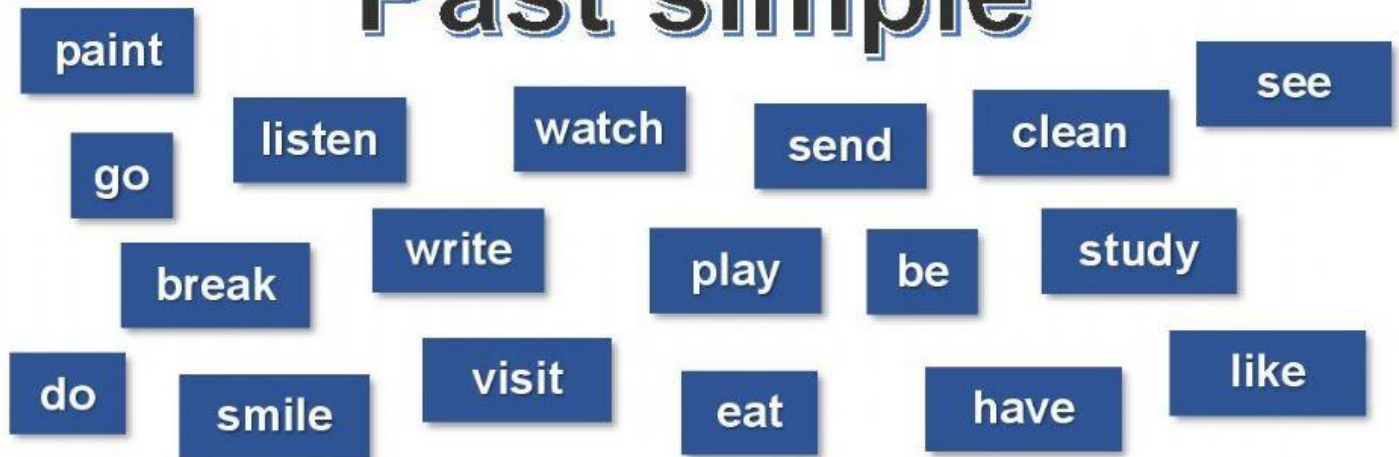 Past simple
paint
see
listen
watch
send
clean
go
write
play
be
study
break
do
smile
visit
eat
have
like